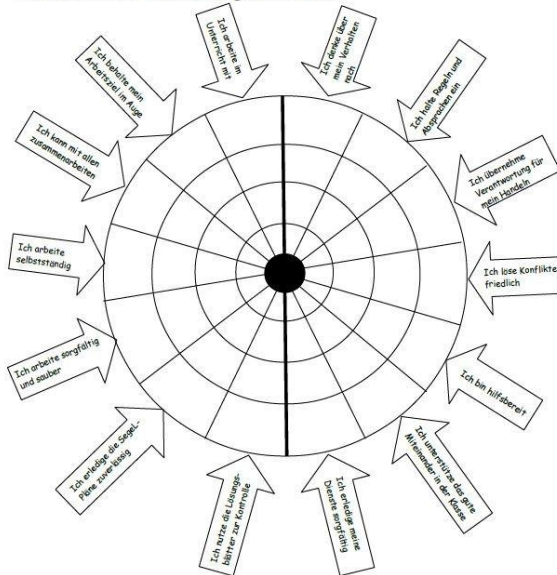 Ich arbeite im
Unterricht mit
Ich denke über
mein Verhalten
nach
Ich halte Regeln und
Absprachen ein
Ich übernehme
Verantwortung für
mein Handeln
Ich löse Konflikte
friedlich
Ich bin hilfsbereit
Ich unterstütze das gute
Miteinander in der Klasse
Ich erledige meine
Dienste sorgfältig
Ich nutze die Lösungs-
blätter zur Kontrolle
Ich erledige die SegeL-
Pläne zuverlässig
Ich arbeite sorgfältig
und sauber
Ich arbeite
selbstständig
Ich kann mit allen
zusammenarbeiten
Ich behalte mein
Arbeitsziel im Auge